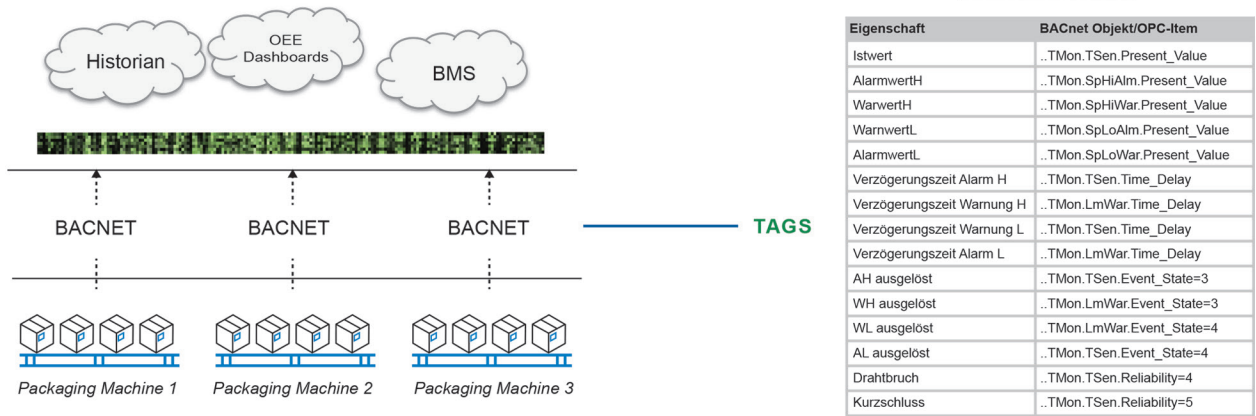 Historian
OEE
Dashboards
BMS
BACNET BACNET BACNET
TAGS
Packaging Machine 1 Packaging Machine 2 Packaging Machine 3
Eigenschaft BACnet Objekt/OPC-Item
Istwert ..TMon.TSen.Present_Value
AlarmwertH ..TMon.SpHiAlm.Present_Value
WarwertH ..TMon.SpHiWar.Present_Value
WarnwertL ..TMon.SpLoAlm.Present_Value
AlarmwertL ..TMon.SpLoWar.Present_Value
Verzögerungszeit Alarm H ..TMon.TSen.Time_Delay
Verzögerungszeit Warnung H ..TMon.LmWar.Time_Delay
Verzögerungszeit Warnung L ..TMon.TSen.Time_Delay
Verzögerungszeit Alarm L ..TMon.LmWar.Time_Delay
AH ausgelöst ..TMon.TSen.Event_State=3
WH ausgelöst ..TMon.LmWar.Event_State=3
WL ausgelöst ..TMon.LmWar.Event_State=4
AL ausgelöst ..TMon.TSen.Event_State=4
Drahtbruch ..TMon.TSen.Reliability=4
Kurzschluss ..TMon.TSen.Reliability=5